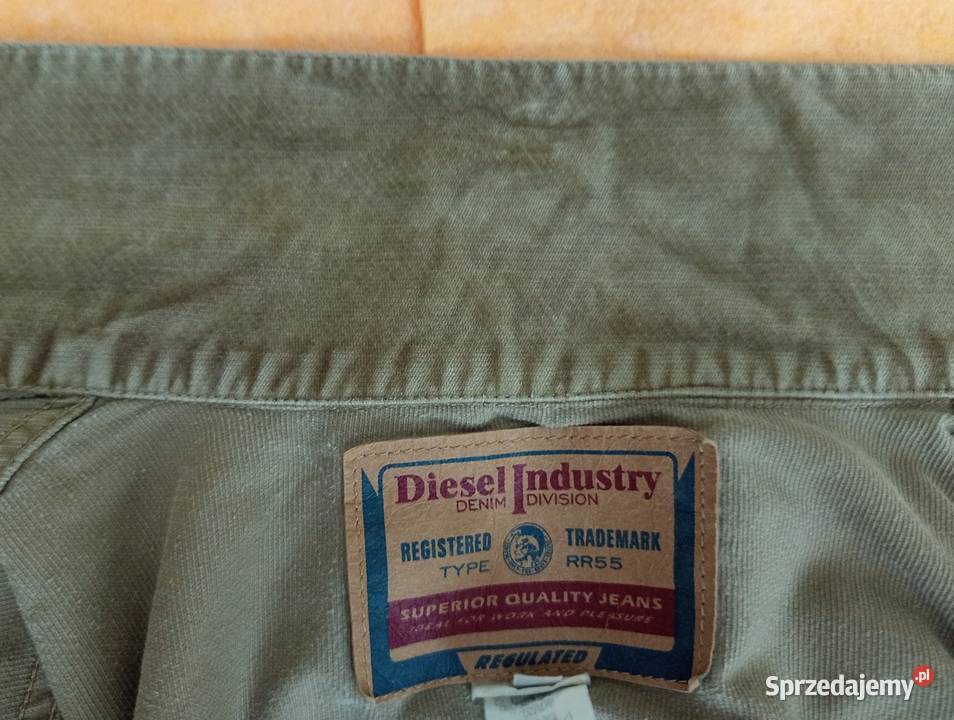 Diesel Industry
DENIM DIVISION
REGISTERED TRADEMARK
TYPE RR55
SUPERIOR QUALITY JEANS
IDEAL FOR WORK AND PLEASURE
REGULATED
Sprzedajemy.pl